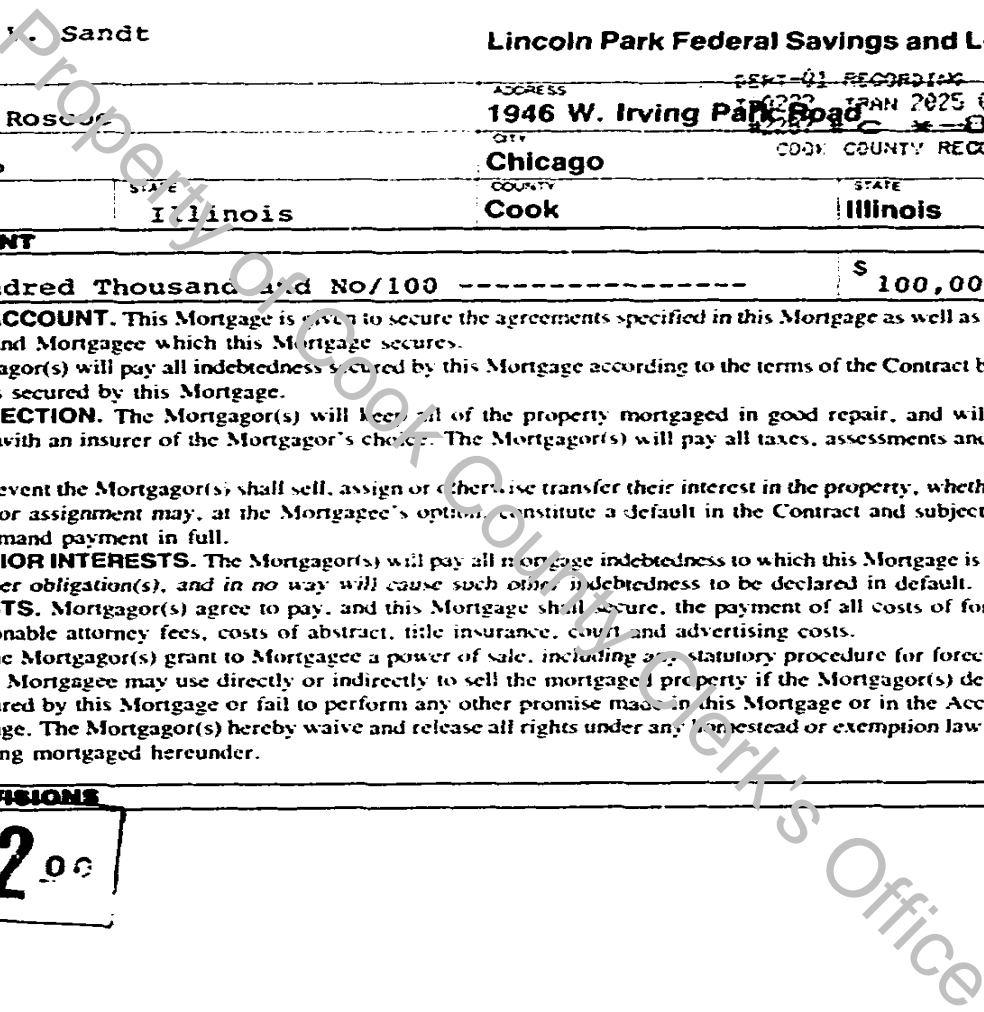 V. Sandt
Lincoln Park Federal Savings and L
DEPT-01 RECORDING
ADDRESS
TRAN 2025
Roscoe
1946 W. Irving Park Road
CITY
COOK COUNTY RECO
Chicago
STATE
COUNTY
STATE
Illinois
Cook
Illinois
NT
dred Thousand and No/100 ----------------
$ 100,00
CCOUNT. This Mortgage is given to secure the agreements specified in this Mortgage as well as
nd Mortgagee which this Mortgage secures.
agor(s) will pay all indebtedness secured by this Mortgage according to the terms of the Contract b
s secured by this Mortgage.
ECTION. The Mortgagor(s) will keep all of the property mortgaged in good repair, and wil
with an insurer of the Mortgagor's choice. The Mortgagor(s) will pay all taxes, assessments and
event the Mortgagor(s) shall sell, assign or otherwise transfer their interest in the property, wheth
or assignment may, at the Mortgagee's option, constitute a default in the Contract and subject
mand payment in full.
IOR INTERESTS. The Mortgagor(s) will pay all mortgage indebtedness to which this Mortgage is
er obligation(s), and in no way will cause such other indebtedness to be declared in default.
TS. Mortgagor(s) agree to pay, and this Mortgage shall secure, the payment of all costs of for
onable attorney fees, costs of abstract, title insurance, court and advertising costs.
e Mortgagor(s) grant to Mortgagee a power of sale, including any statutory procedure for forec
Mortgagee may use directly or indirectly to sell the mortgaged property if the Mortgagor(s) de
ured by this Mortgage or fail to perform any other promise made in this Mortgage or in the Acc
ge. The Mortgagor(s) hereby waive and release all rights under any homestead or exemption law
ng mortgaged hereunder.
VISIONS
2 00
Property of Cook County Clerk's Office